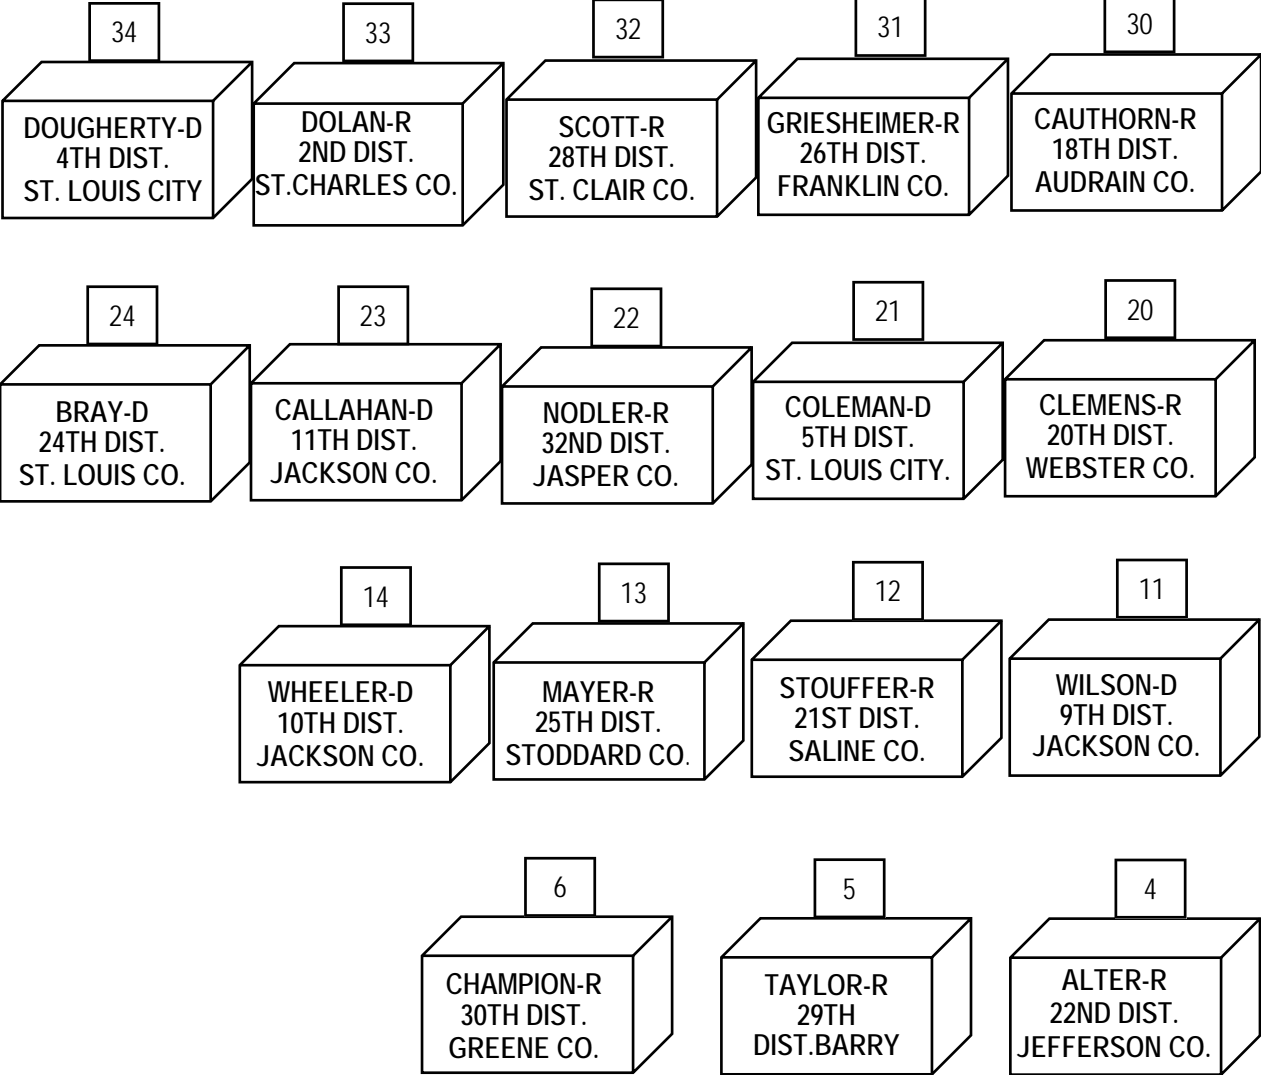 34
33
32
31
30
DOUGHERTY-D
4TH DIST.
ST. LOUIS CITY
DOLAN-R
2ND DIST.
ST.CHARLES CO.
SCOTT-R
28TH DIST.
ST. CLAIR CO.
GRIESHEIMER-R
26TH DIST.
FRANKLIN CO.
CAUTHORN-R
18TH DIST.
AUDRAIN CO.
24
23
22
21
20
BRAY-D
24TH DIST.
ST. LOUIS CO.
CALLAHAN-D
11TH DIST.
JACKSON CO.
NODLER-R
32ND DIST.
JASPER CO.
COLEMAN-D
5TH DIST.
ST. LOUIS CITY.
CLEMENS-R
20TH DIST.
WEBSTER CO.
14
13
12
11
WHEELER-D
10TH DIST.
JACKSON CO.
MAYER-R
25TH DIST.
STODDARD CO.
STOUFFER-R
21ST DIST.
SALINE CO.
WILSON-D
9TH DIST.
JACKSON CO.
6
5
4
CHAMPION-R
30TH DIST.
GREENE CO.
TAYLOR-R
29TH
DIST.BARRY
ALTER-R
22ND DIST.
JEFFERSON CO.